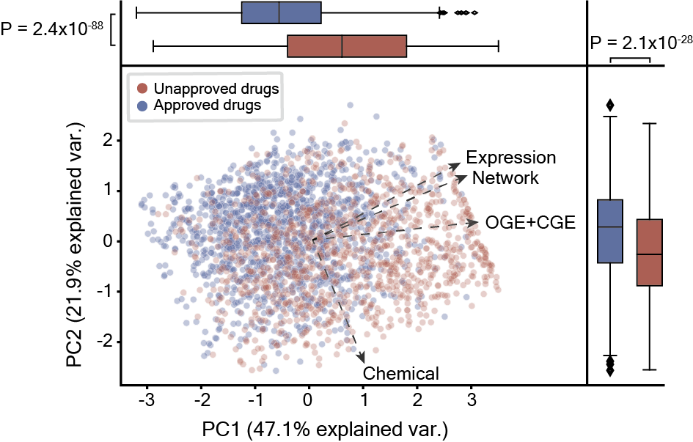 P = 2.4x10-88
P = 2.1x10-28
Unapproved drugs
Approved drugs
Expression
Network
OGE+CGE
Chemical
2
1
0
-1
-2
PC2 (21.9% explained var.)
-3
-2
-1
0
1
2
3
PC1 (47.1% explained var.)